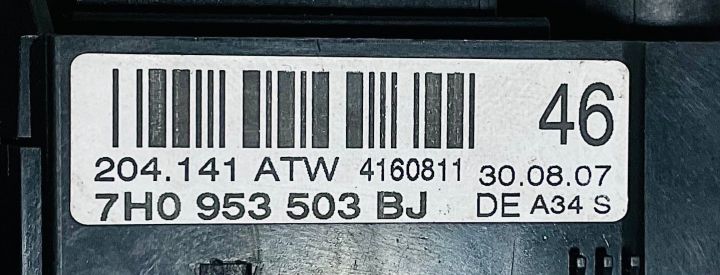 46
204.141 ATW 4160811 30.08.07
7H0 953 503 BJ DE A34 S